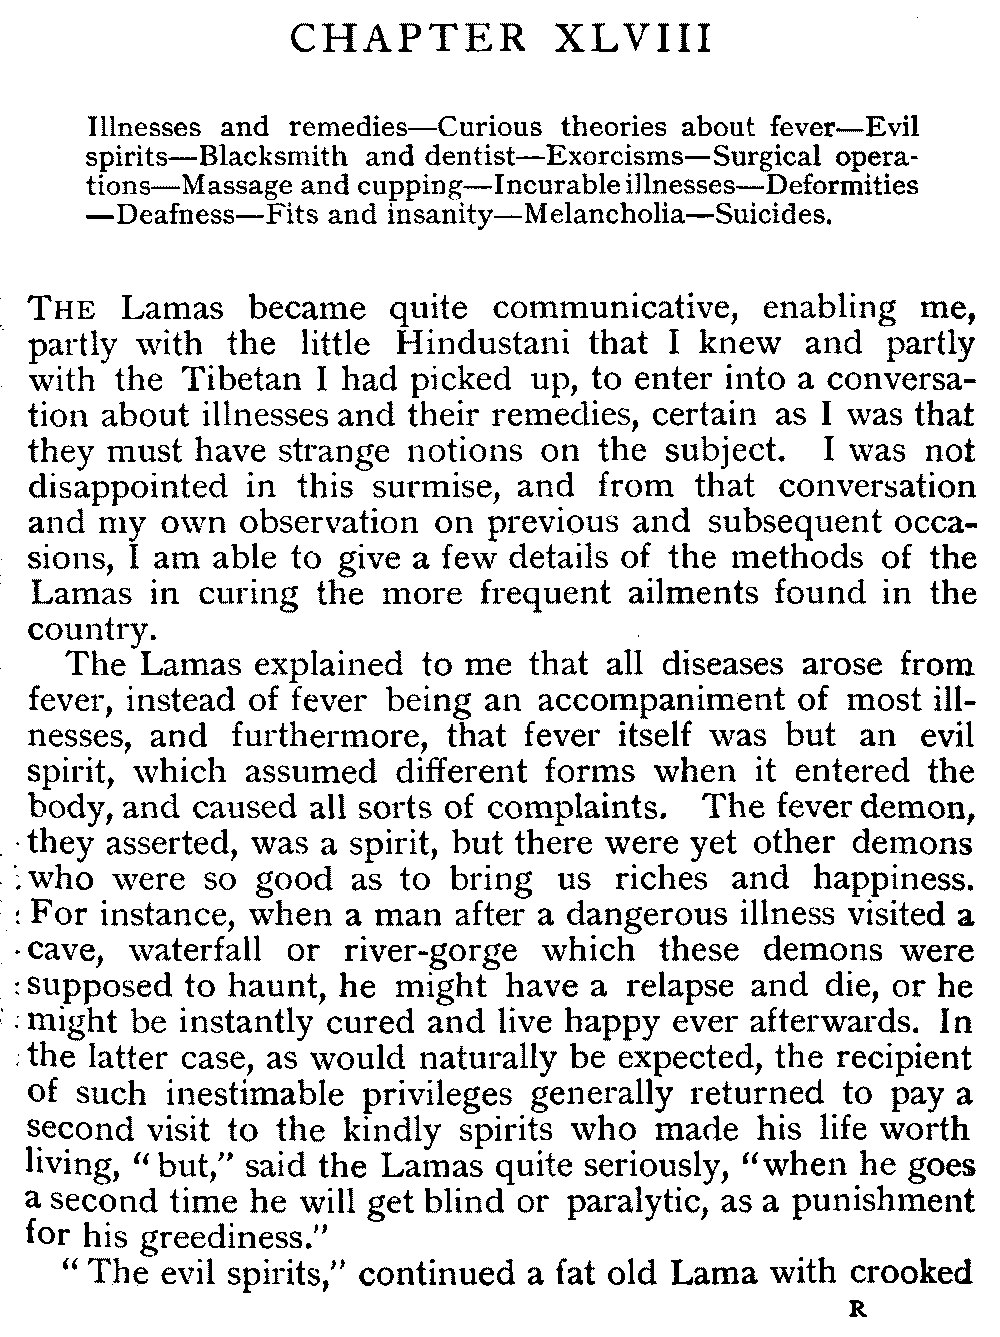 CHAPTER XLVIII
Illnesses and remedies—Curious theories about fever—Evil
spirits—Blacksmith and dentist—Exorcisms—Surgical opera-
tions—Massage and cupping—Incurable illnesses—Deformities
—Deafness—Fits and insanity—Melancholia—Suicides.
THE Lamas became quite communicative, enabling me,
partly with the little Hindustani that I knew and partly
with the Tibetan I had picked up, to enter into a conversa-
tion about illnesses and their remedies, certain as I was that
they must have strange notions on the subject. I was not
disappointed in this surmise, and from that conversation
and my own observation on previous and subsequent occa-
sions, I am able to give a few details of the methods of the
Lamas in curing the more frequent ailments found in the
country.
The Lamas explained to me that all diseases arose from
fever, instead of fever being an accompaniment of most ill-
nesses, and furthermore, that fever itself was but an evil
spirit, which assumed different forms when it entered the
body, and caused all sorts of complaints. The fever demon,
they asserted, was a spirit, but there were yet other demons
who were so good as to bring us riches and happiness.
For instance, when a man after a dangerous illness visited a
cave, waterfall or river-gorge which these demons were
supposed to haunt, he might have a relapse and die, or he
might be instantly cured and live happy ever afterwards. In
the latter case, as would naturally be expected, the recipient
of such inestimable privileges generally returned to pay a
second visit to the kindly spirits who made his life worth
living, "but," said the Lamas quite seriously, "when he goes
a second time he will get blind or paralytic, as a punishment
for his greediness."
"The evil spirits," continued a fat old Lama with crooked
R